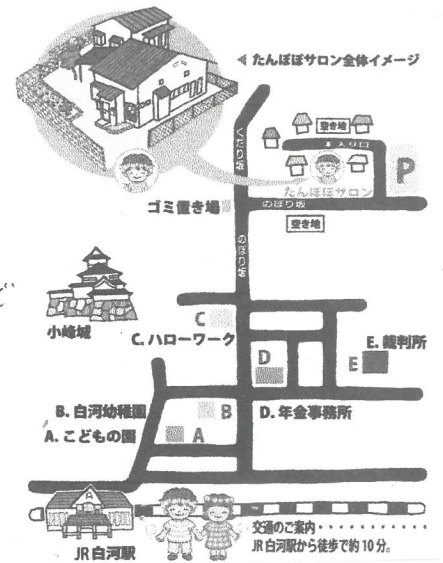 たんぽぽサロン全体イメージ
くだり坂
空き地
入り口
P
たんぽぽサロン
ゴミ置き場
のぼり坂
空き地
のぼり坂
小峰城
C
C. ハローワーク
E. 裁判所
D
E
B. 白河幼稚園
B
D. 年金事務所
A. こどもの園
A
交通のご案内
JR白河駅から徒歩で約10分。
JR白河駅